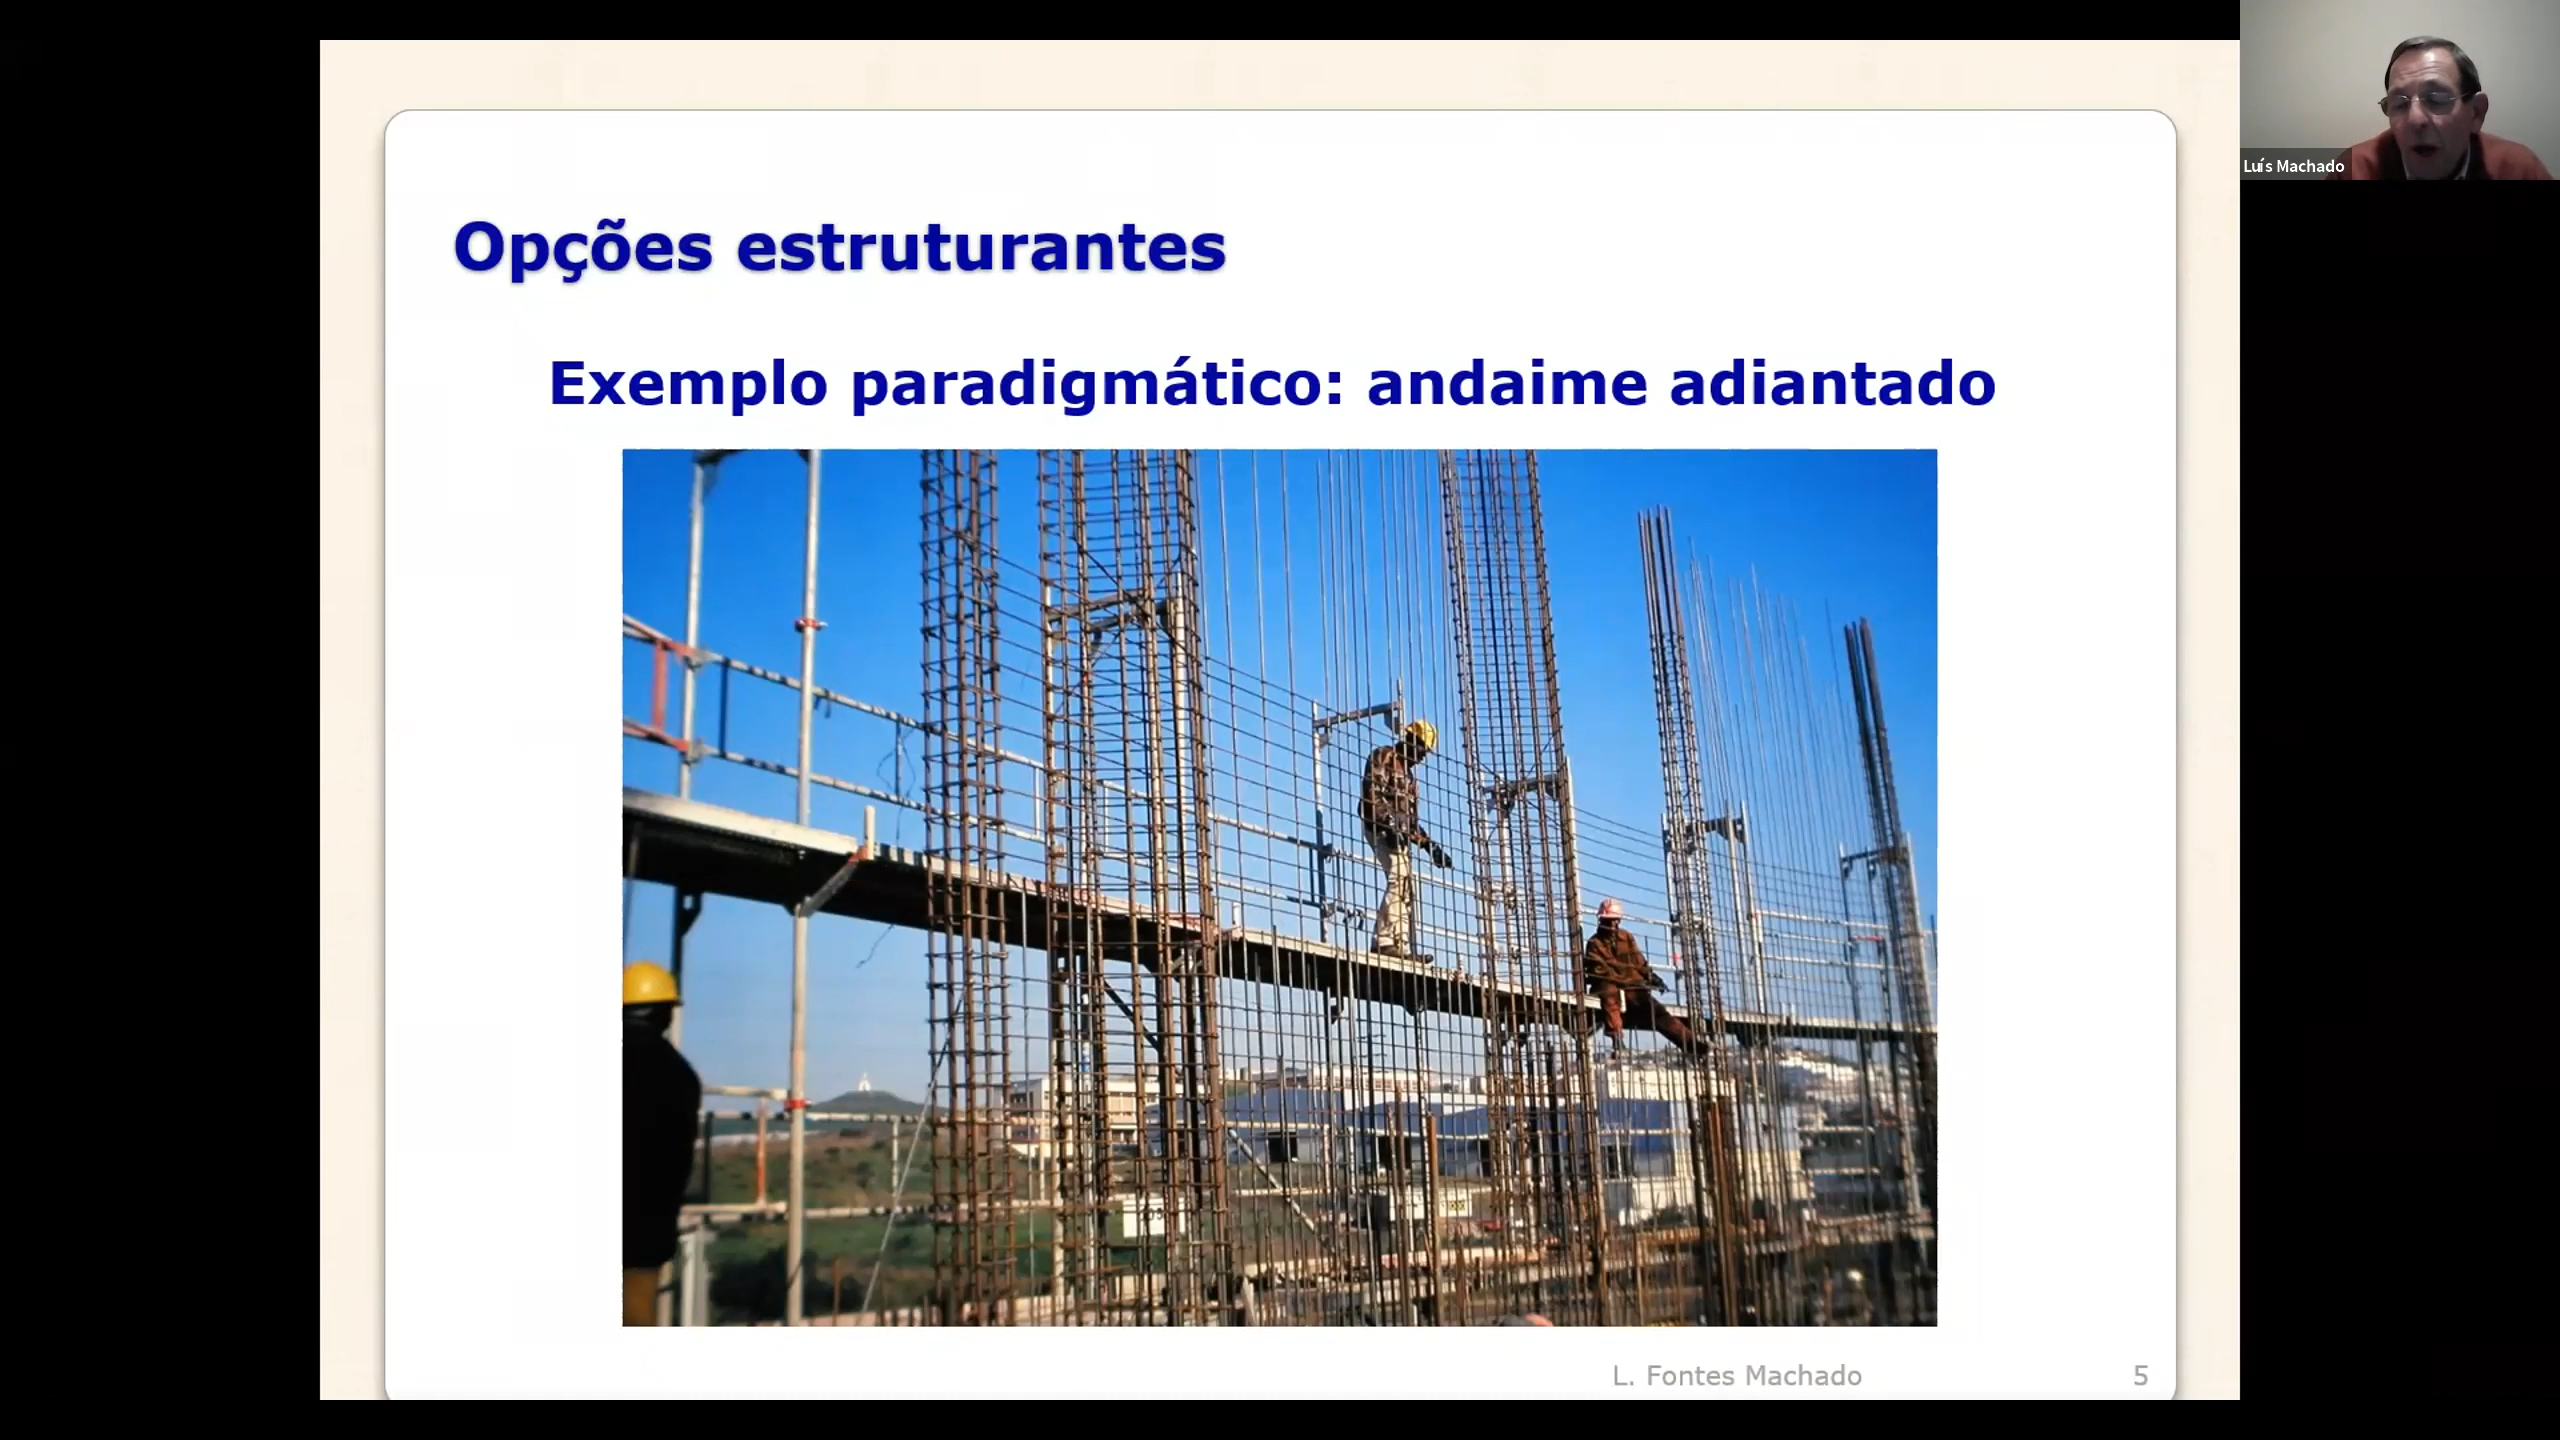 Luís Machado
Opções estruturantes
Exemplo paradigmático: andaime adiantado
L. Fontes Machado
5